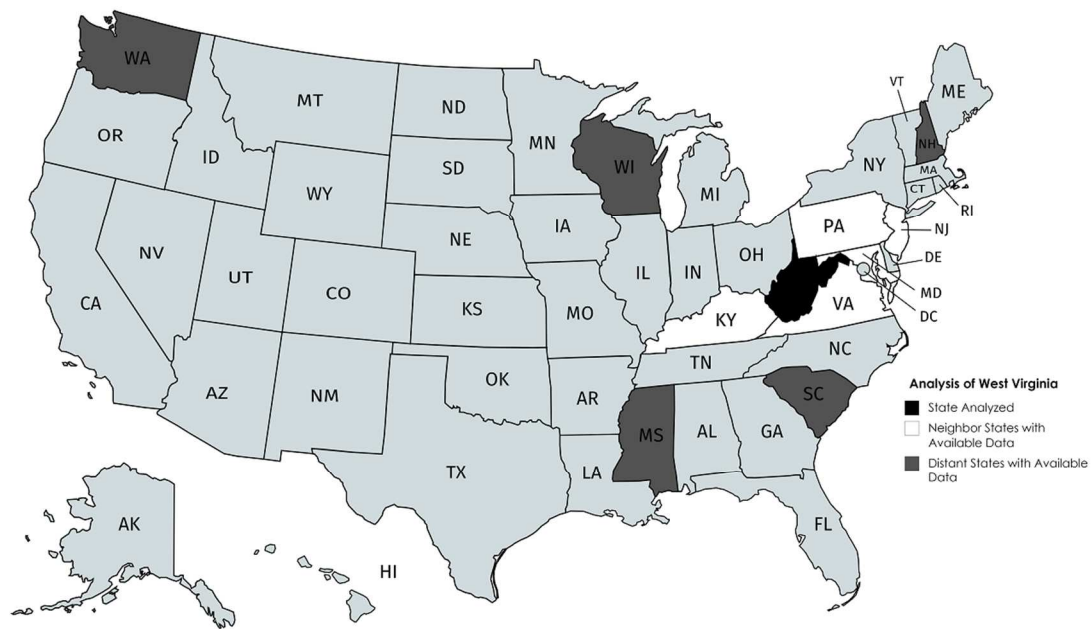 WA
MT
ND
MN
VT
ME
OR
ID
SD
WI
NY
NH
MA
CT
RI
WY
MI
NV
NE
IA
PA
NJ
UT
CO
IL
IN
OH
DE
MD
DC
CA
KS
MO
KY
VA
AZ
NM
OK
AR
TN
NC
SC
MS
AL
GA
TX
LA
FL
AK
HI
Analysis of West Virginia
State Analyzed
Neighbor States with
Available Data
Distant States with Available
Data